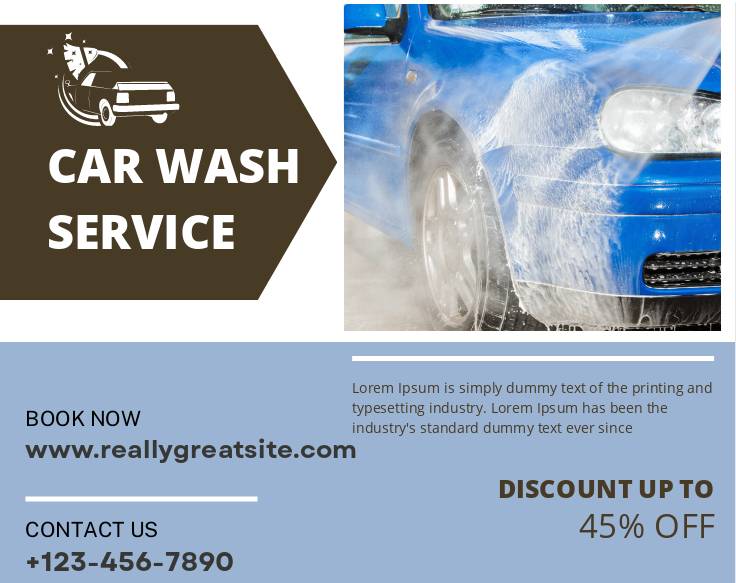 CAR WASH
SERVICE
Lorem Ipsum is simply dummy text of the printing and
typesetting industry. Lorem Ipsum has been the
industry's standard dummy text ever since
BOOK NOW
www.reallygreatsite.com
CONTACT US
+123-456-7890
DISCOUNT UP TO
45% OFF